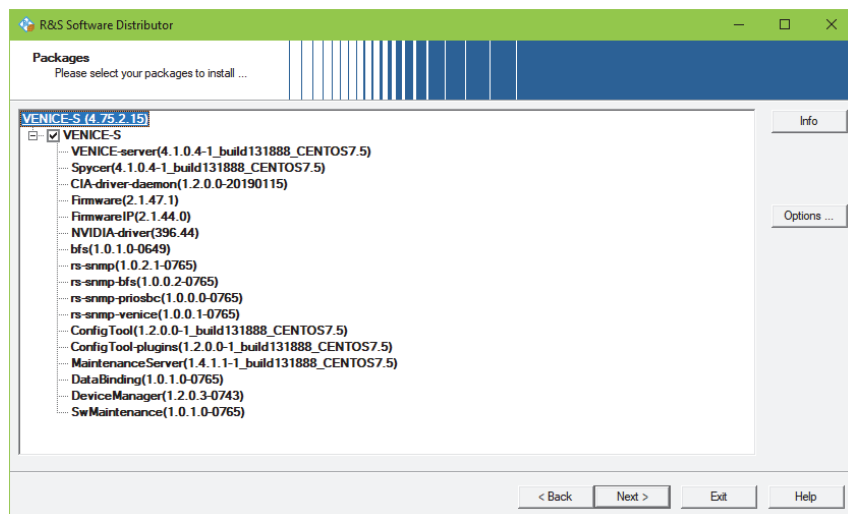 R&S Software Distributor
Packages
Please select your packages to install ...
VENICE-S (4.75.2.15)
VENICE-S
VENICE-server(4.1.0.4-1_build131888_CENTOS7.5)
Spycer(4.1.0.4-1_build131888_CENTOS7.5)
CIA-driver-daemon(1.2.0.0-20190115)
Firmware(2.1.47.1)
FirmwareIP(2.1.44.0)
NVIDIA-driver(396.44)
bfs(1.0.1.0-0649)
rs-snmp(1.0.2.1-0765)
rs-snmp-bfs(1.0.0.2-0765)
rs-snmp-priosbc(1.0.0.0-0765)
rs-snmp-venice(1.0.0.1-0765)
ConfigTool(1.2.0.0-1_build131888_CENTOS7.5)
ConfigTool-plugins(1.2.0.0-1_build131888_CENTOS7.5)
MaintenanceServer(1.4.1.1-1_build131888_CENTOS7.5)
DataBinding(1.0.1.0-0765)
DeviceManager(1.2.0.3-0743)
SwMaintenance(1.0.1.0-0765)
Info
Options ...
< Back
Next >
Exit
Help